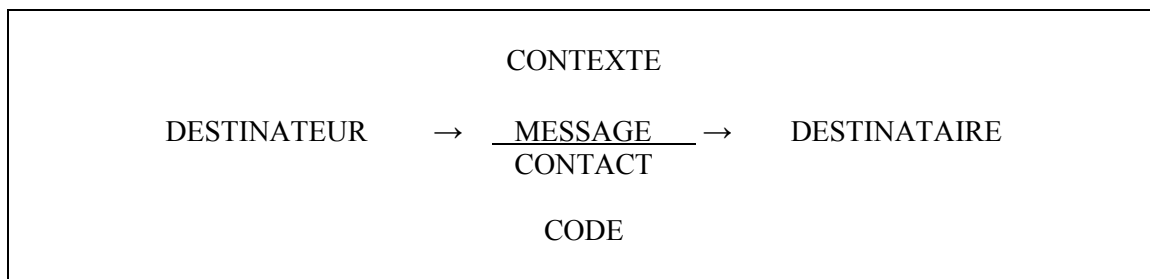 CONTEXTE
DESTINATEUR → MESSAGE → DESTINATAIRE
CONTACT
CODE